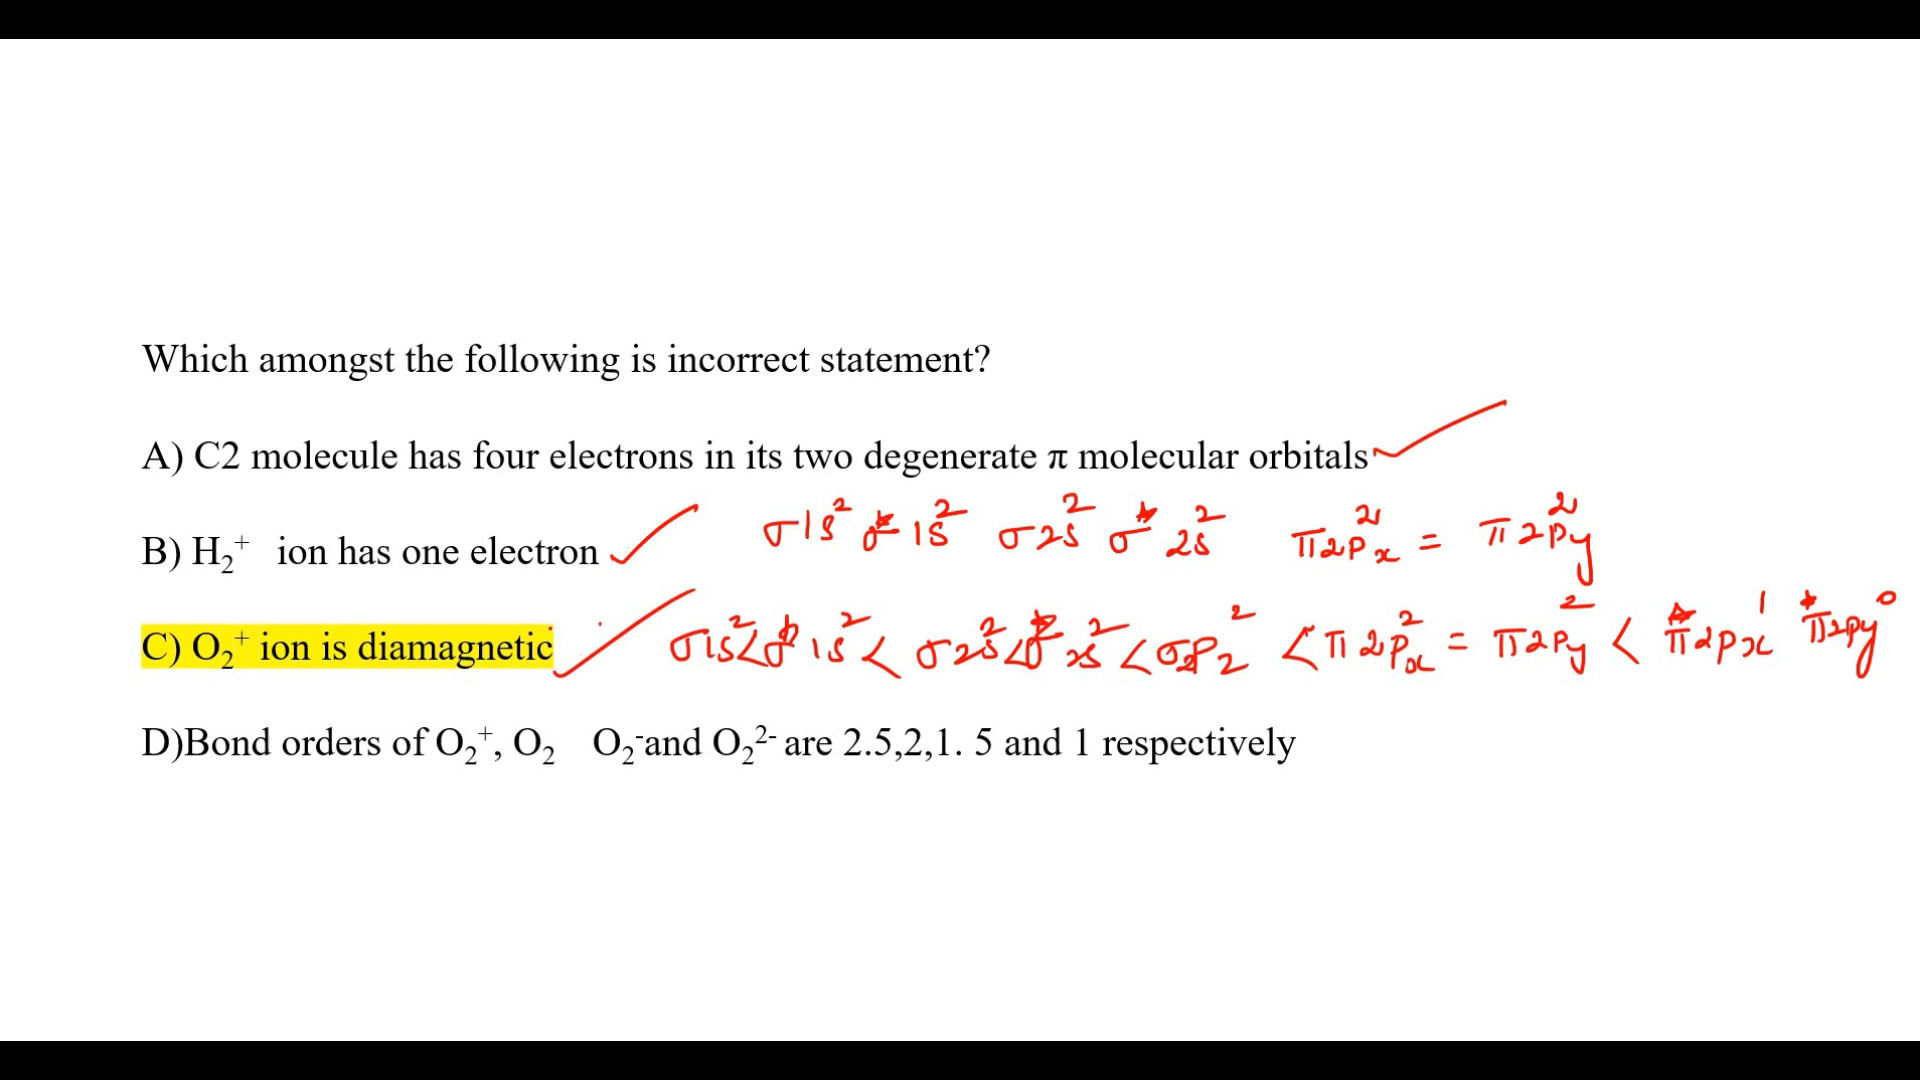 Which amongst the following is incorrect statement?
A) C2 molecule has four electrons in its two degenerate π molecular orbitals
σ1s² σ*1s² σ2s² σ*2s² π2pₓ² = π2p²y
B) H₂⁺ ion has one electron
C) O₂⁺ ion is diamagnetic
σ1s² < σ*1s² < σ2s² < σ*2s² < σ2pz² < π2pₓ² = π2py² < π*2px¹ π*2py⁰
D)Bond orders of O₂⁺, O₂ O₂⁻and O₂²⁻ are 2.5,2,1. 5 and 1 respectively